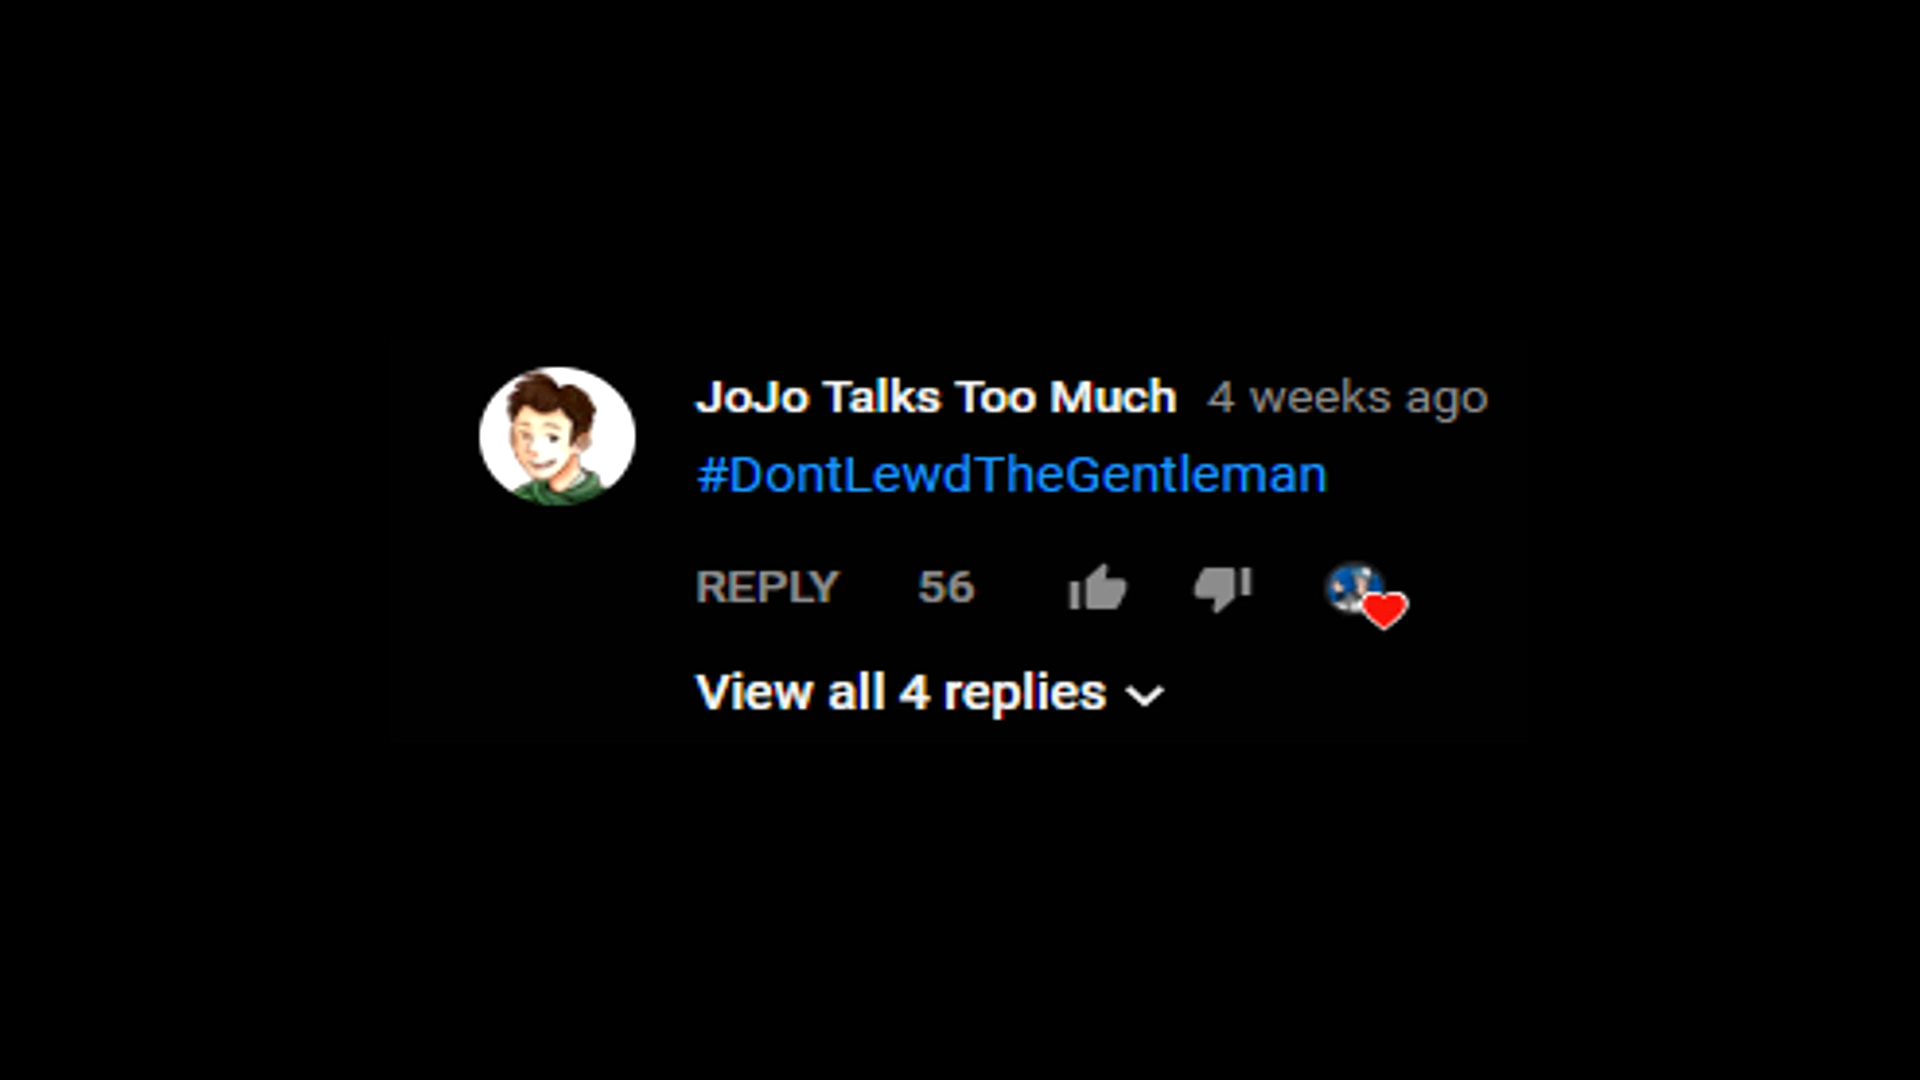 JoJo Talks Too Much 4 weeks ago
#DontLewdTheGentleman
REPLY 56
View all 4 replies